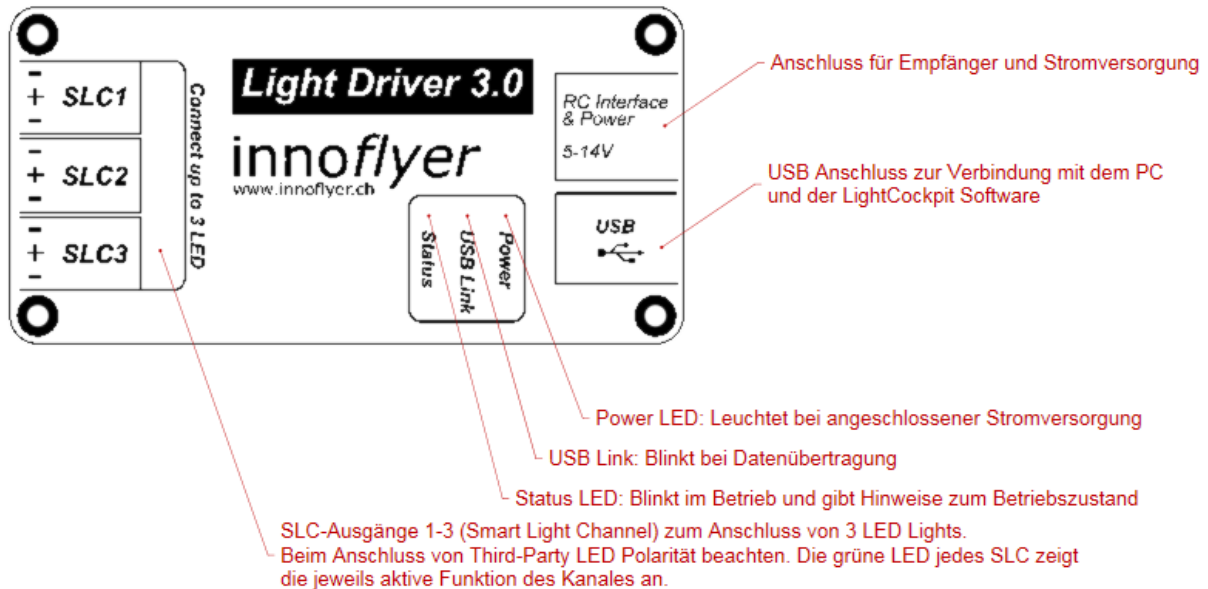 -
+ SLC1
-
-
+ SLC2
-
-
+ SLC3
-
Connect up to 3 LED
Light Driver 3.0
innoflyer
www.innoflyer.ch
Status
USB Link
Power
RC Interface
& Power
5-14V
USB
Anschluss für Empfänger und Stromversorgung
USB Anschluss zur Verbindung mit dem PC
und der LightCockpit Software
Power LED: Leuchtet bei angeschlossener Stromversorgung
USB Link: Blinkt bei Datenübertragung
Status LED: Blinkt im Betrieb und gibt Hinweise zum Betriebszustand
SLC-Ausgänge 1-3 (Smart Light Channel) zum Anschluss von 3 LED Lights.
Beim Anschluss von Third-Party LED Polarität beachten. Die grüne LED jedes SLC zeigt
die jeweils aktive Funktion des Kanales an.